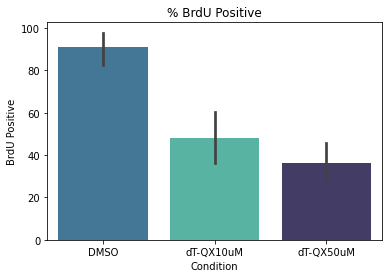 % BrdU Positive
100
80
60
40
20
0
BrdU Positive
DMSO dT-QX10uM dT-QX50uM
Condition